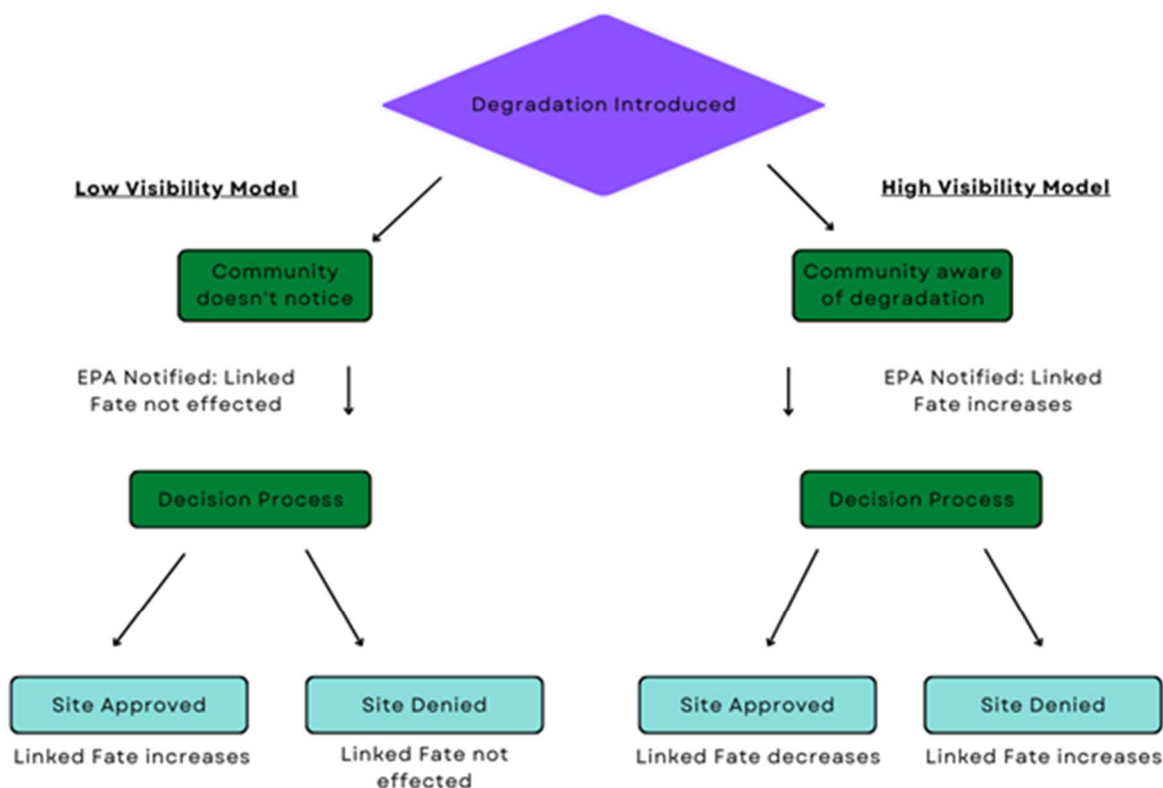 Degradation Introduced
Low Visibility Model
High Visibility Model
Community
doesn't notice
Community aware
of degradation
EPA Notified: Linked
Fate not effected
EPA Notified: Linked
Fate increases
Decision Process
Decision Process
Site Approved
Site Denied
Site Approved
Site Denied
Linked Fate increases
Linked Fate not
effected
Linked Fate decreases
Linked Fate increases